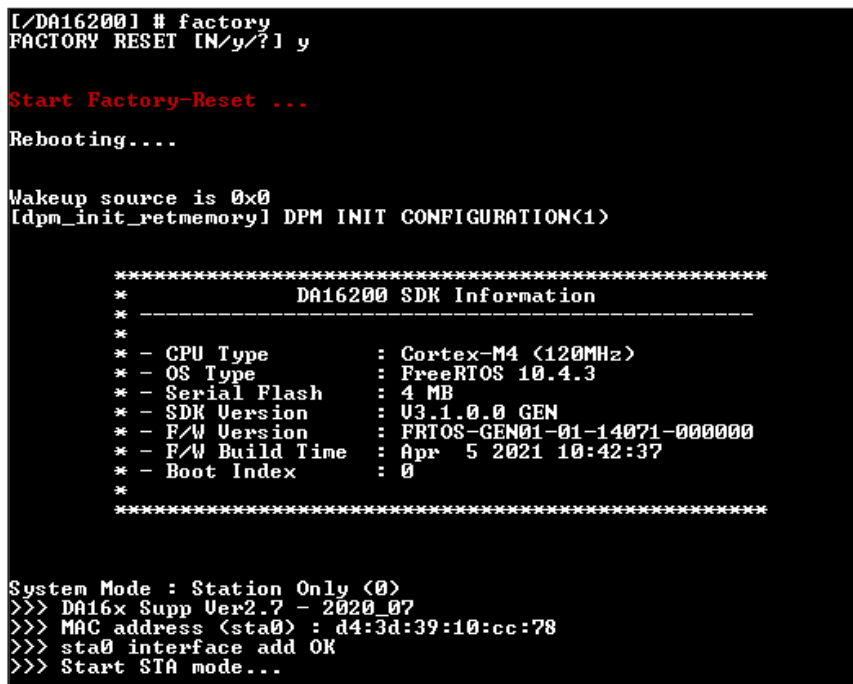 [/DA16200] # factory
FACTORY RESET [N/y/?] y
Start Factory-Reset ...
Rebooting....
Wakeup source is 0x0
[dpm_init_retmemory] DPM INIT CONFIGURATION(1)
**************************************************
* DA16200 SDK Information
* -----------------------------------------------
*
* - CPU Type : Cortex-M4 (120MHz)
* - OS Type : FreeRTOS 10.4.3
* - Serial Flash : 4 MB
* - SDK Version : V3.1.0.0 GEN
* - F/W Version : FRTOS-GEN01-01-14071-000000
* - F/W Build Time : Apr  5 2021 10:42:37
* - Boot Index : 0
*
**************************************************
System Mode : Station Only (0)
>>> DA16x Supp Ver2.7 - 2020_07
>>> MAC address (sta0) : d4:3d:39:10:cc:78
>>> sta0 interface add OK
>>> Start STA mode...